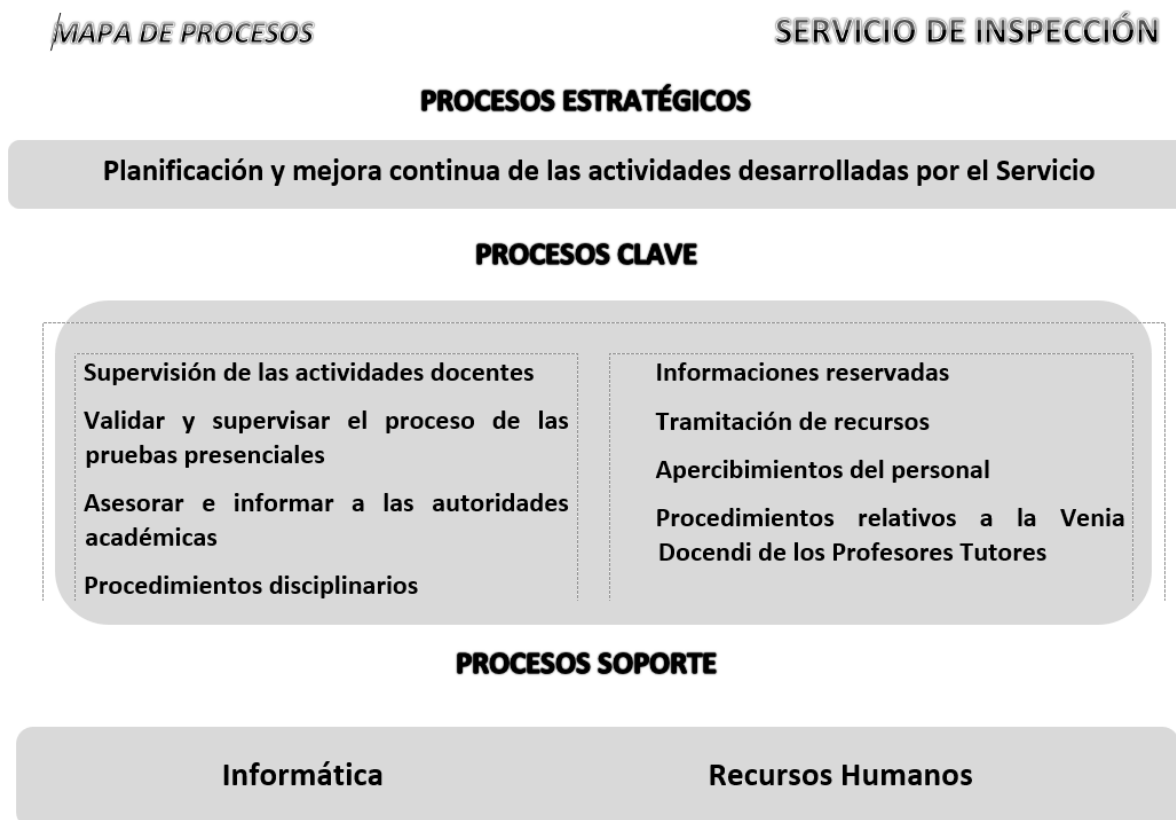 MAPA DE PROCESOS
SERVICIO DE INSPECCIÓN
PROCESOS ESTRATÉGICOS
Planificación y mejora continua de las actividades desarrolladas por el Servicio
PROCESOS CLAVE
Supervisión de las actividades docentes
Validar y supervisar el proceso de las
pruebas presenciales
Asesorar e informar a las autoridades
académicas
Procedimientos disciplinarios
Informaciones reservadas
Tramitación de recursos
Apercibimientos del personal
Procedimientos relativos a la Venia
Docendi de los Profesores Tutores
PROCESOS SOPORTE
Informática
Recursos Humanos